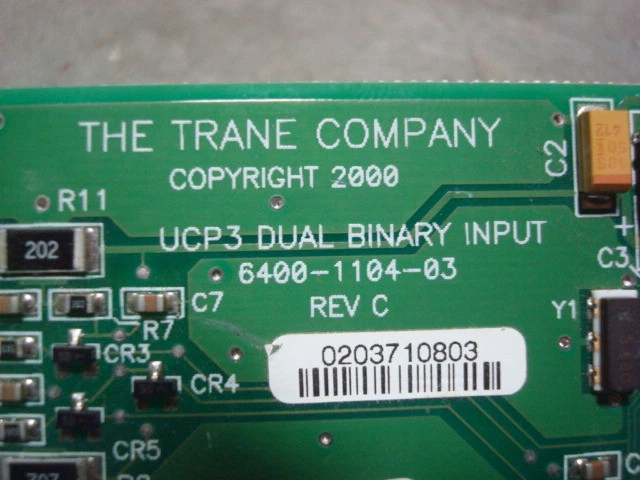 THE TRANE COMPANY
COPYRIGHT 2000
C2
R11
UCP3 DUAL BINARY INPUT
202
6400-1104-03
+
C3
C7
REV C
Y1
R7
CR3
0203710803
CR4
CR5
C